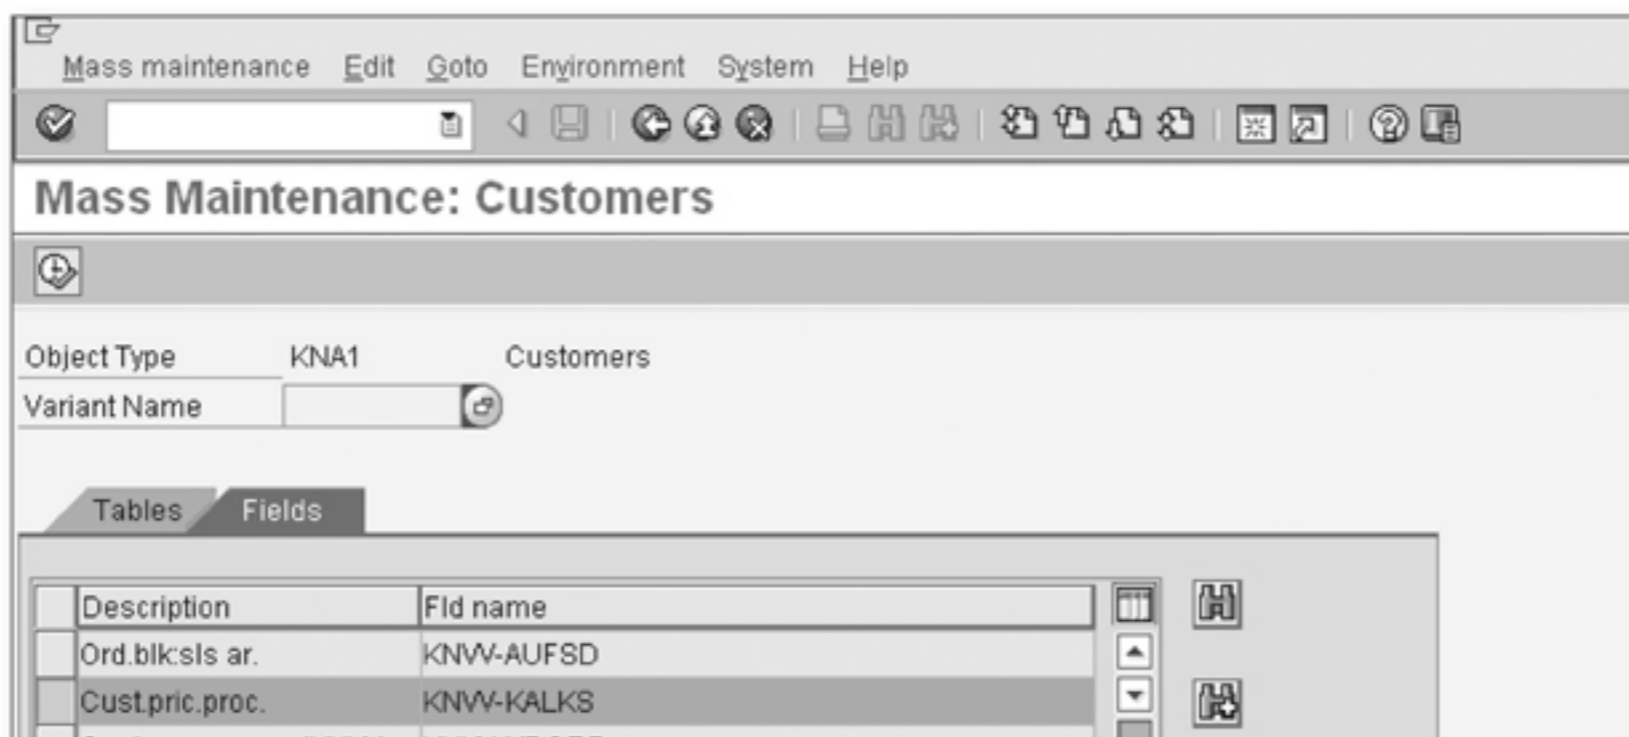 Mass maintenance Edit Goto Environment System Help
Mass Maintenance: Customers
Object Type KNA1 Customers
Variant Name
Tables Fields
Description Fld name
Ord.blk:sls ar. KNVV-AUFSD
Cust.pric.proc. KNVV-KALKS